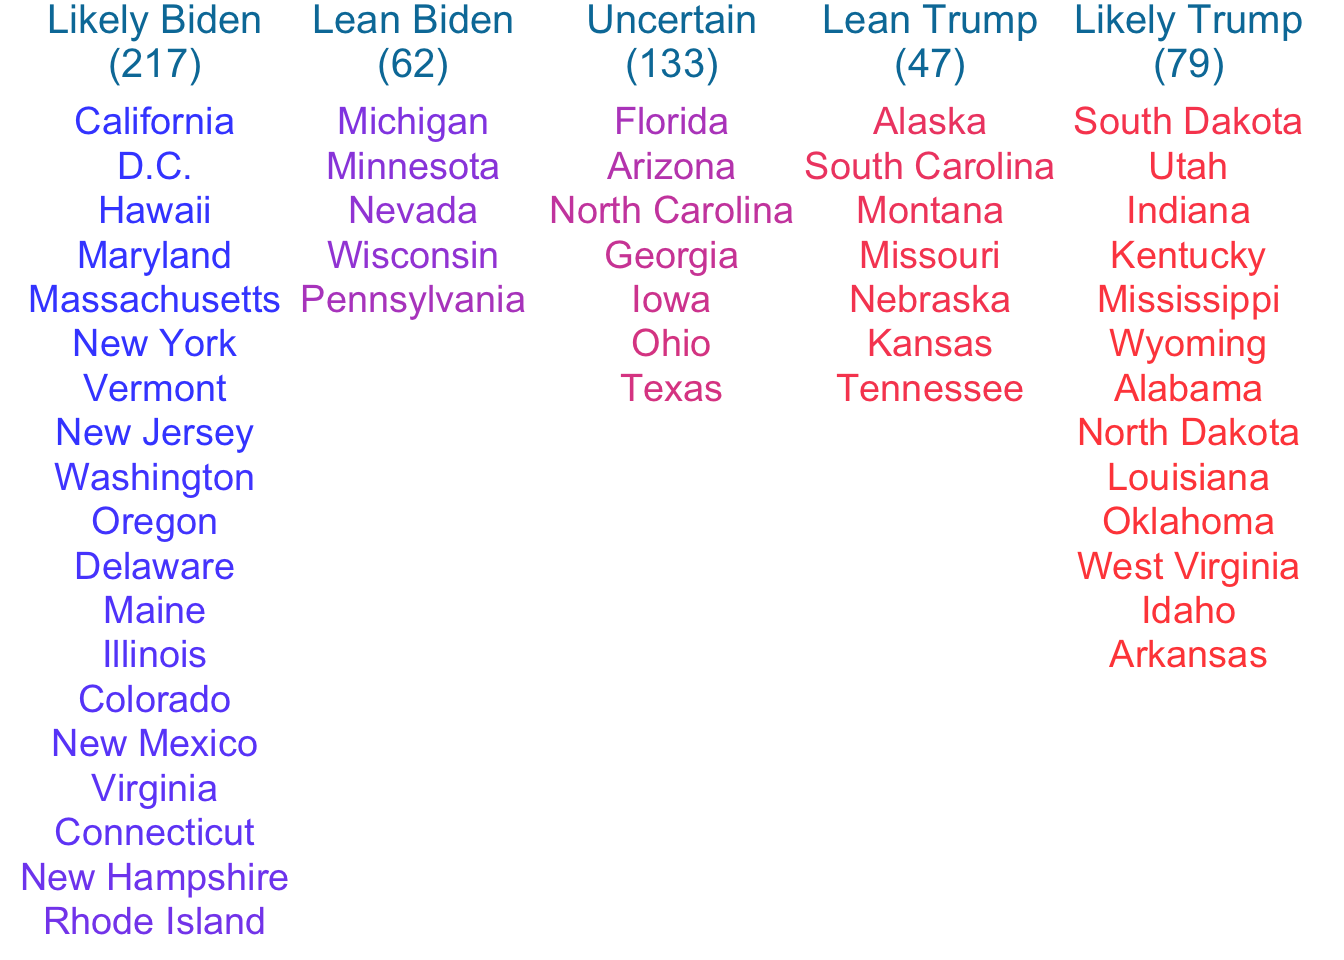 Likely Biden
(217)
California
D.C.
Hawaii
Maryland
Massachusetts
New York
Vermont
New Jersey
Washington
Oregon
Delaware
Maine
Illinois
Colorado
New Mexico
Virginia
Connecticut
New Hampshire
Rhode Island
Lean Biden
(62)
Michigan
Minnesota
Nevada
Wisconsin
Pennsylvania
Uncertain
(133)
Florida
Arizona
North Carolina
Georgia
Iowa
Ohio
Texas
Lean Trump
(47)
Alaska
South Carolina
Montana
Missouri
Nebraska
Kansas
Tennessee
Likely Trump
(79)
South Dakota
Utah
Indiana
Kentucky
Mississippi
Wyoming
Alabama
North Dakota
Louisiana
Oklahoma
West Virginia
Idaho
Arkansas